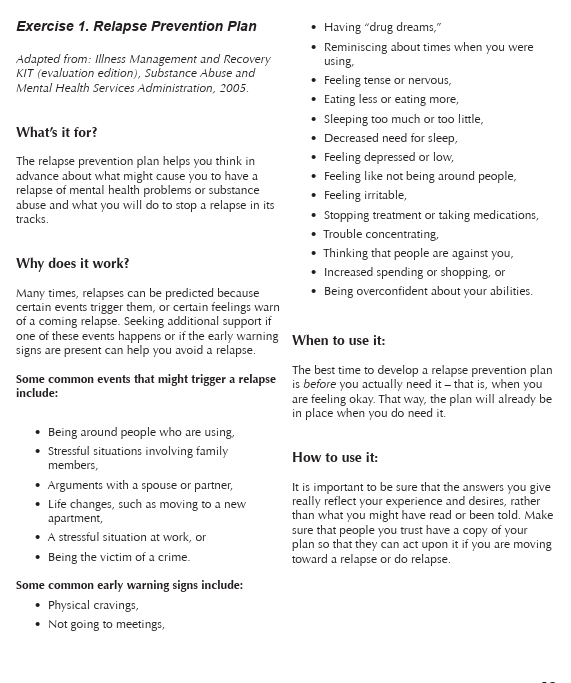 Exercise 1. Relapse Prevention Plan
Adapted from: Illness Management and Recovery
KIT (evaluation edition), Substance Abuse and
Mental Health Services Administration, 2005.
What's it for?
The relapse prevention plan helps you think in
advance about what might cause you to have a
relapse of mental health problems or substance
abuse and what you will do to stop a relapse in its
tracks.
Why does it work?
Many times, relapses can be predicted because
certain events trigger them, or certain feelings warn
of a coming relapse. Seeking additional support if
one of these events happens or if the early warning
signs are present can help you avoid a relapse.
Some common events that might trigger a relapse
include:
• Being around people who are using,
• Stressful situations involving family
members,
• Arguments with a spouse or partner,
• Life changes, such as moving to a new
apartment,
• A stressful situation at work, or
• Being the victim of a crime.
Some common early warning signs include:
• Physical cravings,
• Not going to meetings,
• Having “drug dreams,”
• Reminiscing about times when you were
using,
• Feeling tense or nervous,
• Eating less or eating more,
• Sleeping too much or too little,
• Decreased need for sleep,
• Feeling depressed or low,
• Feeling like not being around people,
• Feeling irritable,
• Stopping treatment or taking medications,
• Trouble concentrating,
• Thinking that people are against you,
• Increased spending or shopping, or
• Being overconfident about your abilities.
When to use it:
The best time to develop a relapse prevention plan
is before you actually need it – that is, when you
are feeling okay. That way, the plan will already be
in place when you do need it.
How to use it:
It is important to be sure that the answers you give
really reflect your experience and desires, rather
than what you might have read or been told. Make
sure that people you trust have a copy of your
plan so that they can act upon it if you are moving
toward a relapse or do relapse.